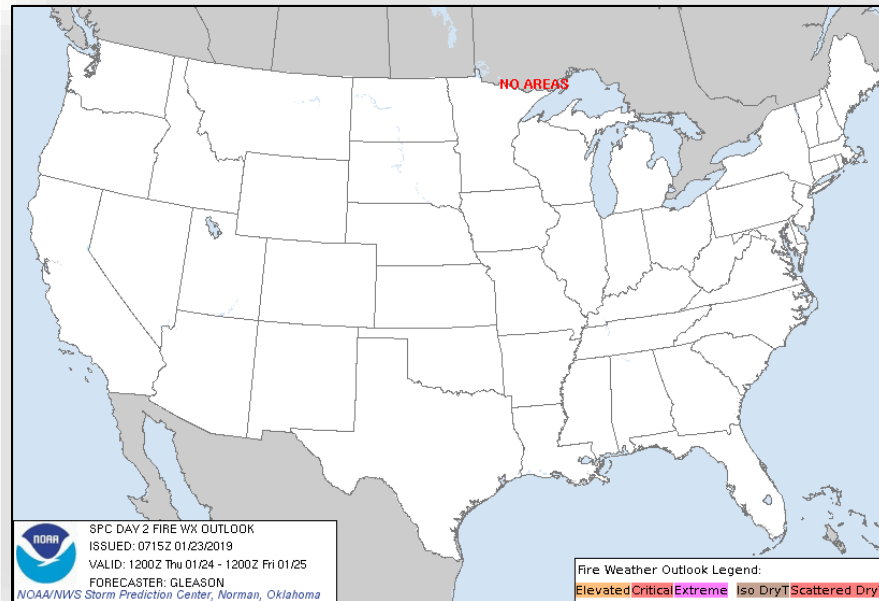 NO AREAS
NOAA
SPC DAY 2 FIRE WX OUTLOOK
ISSUED: 0715Z 01/23/2019
VALID: 1200Z Thu 01/24 - 1200Z Fri 01/25
FORECASTER: GLEASON
NOAA/NWS Storm Prediction Center, Norman, Oklahoma
Fire Weather Outlook Legend:
Elevated Critical Extreme Iso DryT Scattered Dry